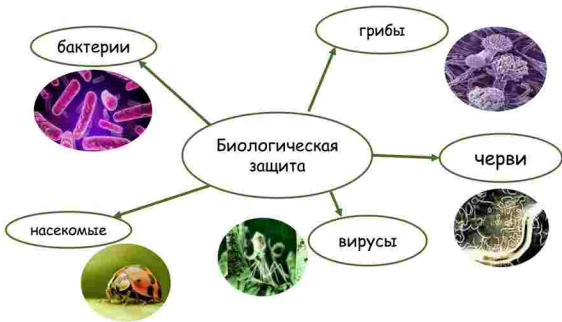 бактерии
грибы
Биологическая
защита
черви
насекомые
вирусы